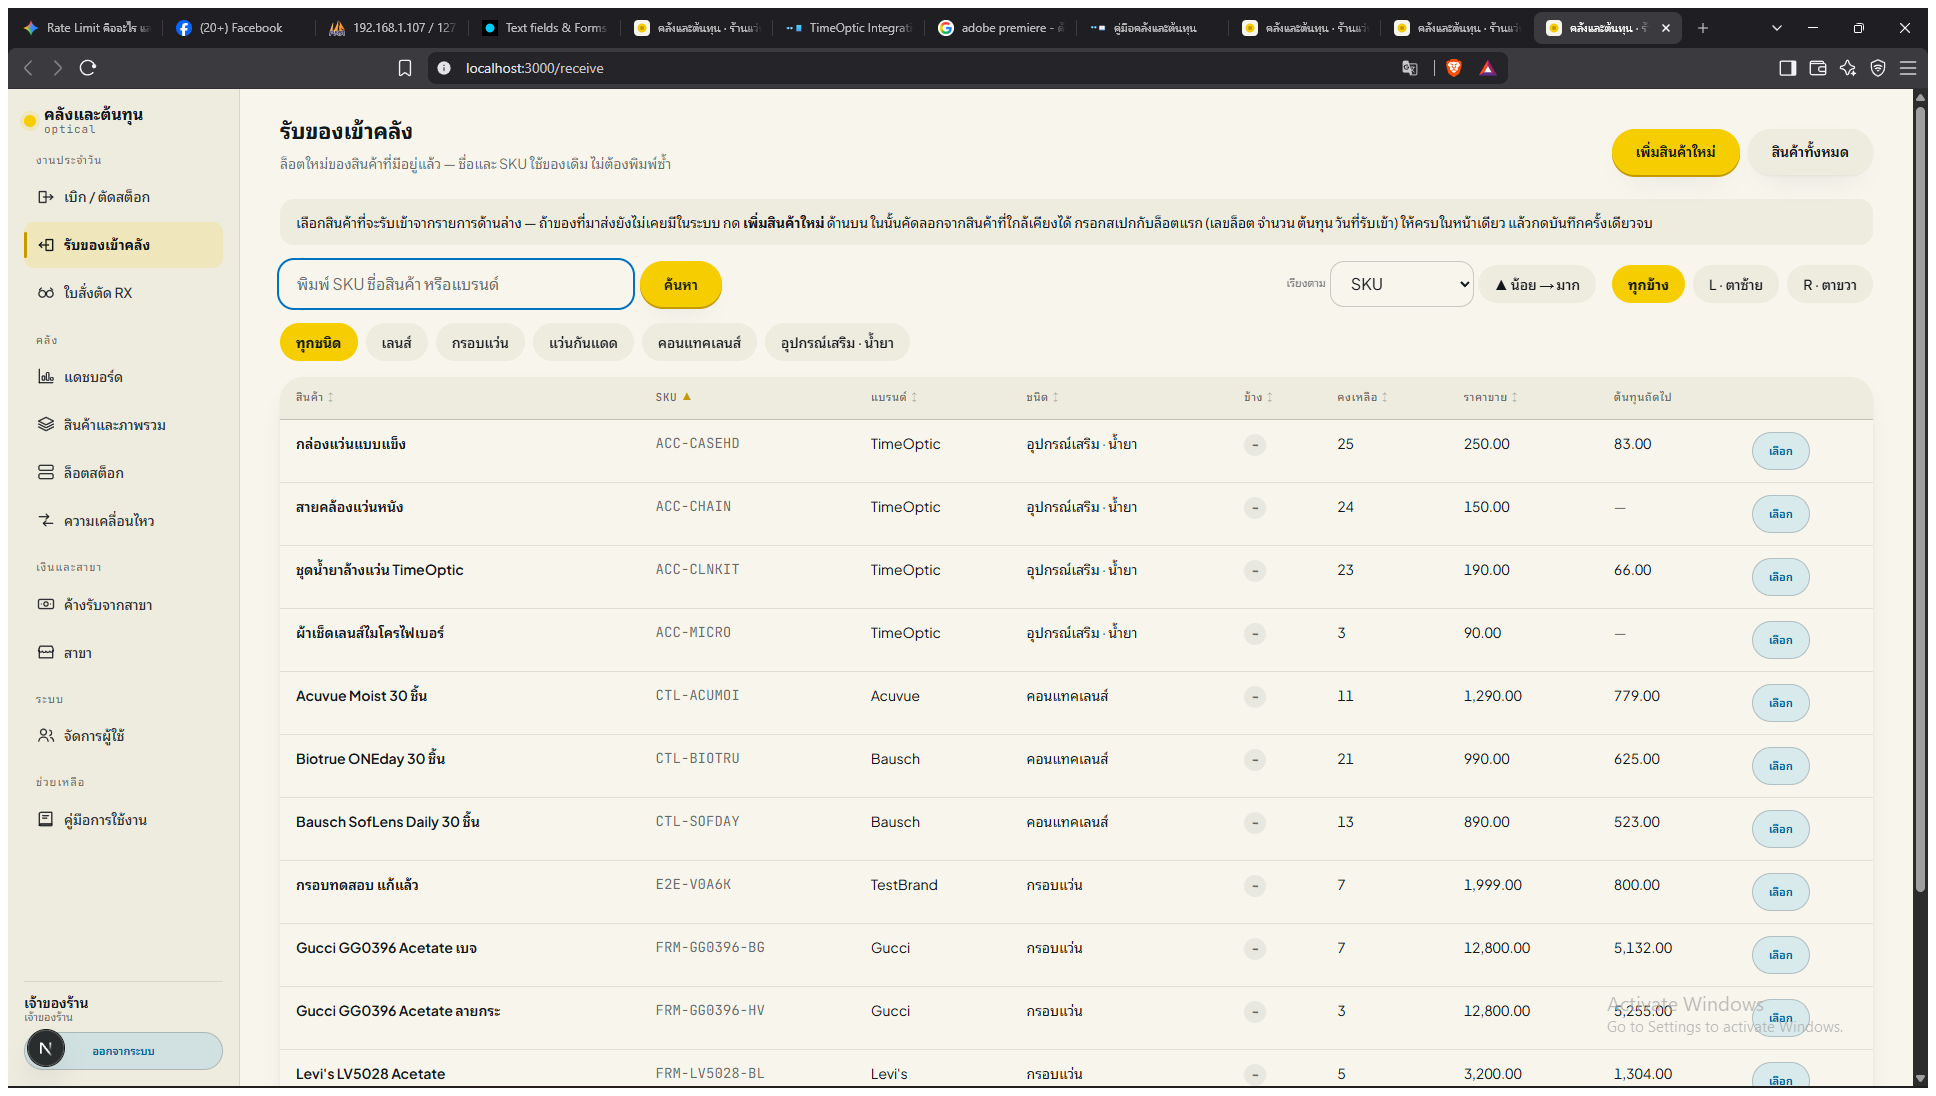 Rate Limit คืออะไร แล
(20+) Facebook
192.168.1.107 / 127
Text fields & Forms
คลังและต้นทุน · ร้านแว่
TimeOptic Integrati
adobe premiere - ค้
คู่มือคลังและต้นทุน
คลังและต้นทุน · ร้านแว่
คลังและต้นทุน · ร้านแว่
คลังและต้นทุน · ร้
localhost:3000/receive
คลังและต้นทุน
optical
งานประจำวัน
เบิก / ตัดสต็อก
รับของเข้าคลัง
ใบสั่งตัด RX
คลัง
แดชบอร์ด
สินค้าและภาพรวม
ล็อตสต็อก
ความเคลื่อนไหว
เงินและสาขา
ค้างรับจากสาขา
สาขา
ระบบ
จัดการผู้ใช้
ช่วยเหลือ
คู่มือการใช้งาน
เจ้าของร้าน
เจ้าของร้าน
N
ออกจากระบบ
รับของเข้าคลัง
ล็อตใหม่ของสินค้าที่มีอยู่แล้ว — ชื่อและ SKU ใช้ของเดิม ไม่ต้องพิมพ์ซ้ำ
เพิ่มสินค้าใหม่ สินค้าทั้งหมด
เลือกสินค้าที่จะรับเข้าจากรายการด้านล่าง — ถ้าของที่มาส่งยังไม่เคยมีในระบบ กด เพิ่มสินค้าใหม่ ด้านบน ในนั้นคัดลอกจากสินค้าที่ใกล้เคียงได้ กรอกสเปกกับล็อตแรก (เลขล็อต จำนวน ต้นทุน วันที่รับเข้า) ให้ครบในหน้าเดียว แล้วกดบันทึกครั้งเดียวจบ
พิมพ์ SKU ชื่อสินค้า หรือแบรนด์ ค้นหา เรียงตาม SKU ▲ น้อย → มาก ทุกข้าง L · ตาซ้าย R · ตาขวา
ทุกชนิด เลนส์ กรอบแว่น แว่นกันแดด คอนแทคเลนส์ อุปกรณ์เสริม · น้ำยา
สินค้า ↕ SKU ▲ แบรนด์ ↕ ชนิด ↕ ข้าง ↕ คงเหลือ ↕ ราคาขาย ↕ ต้นทุนถัดไป
กล่องแว่นแบบแข็ง ACC-CASEHD TimeOptic อุปกรณ์เสริม · น้ำยา – 25 250.00 83.00 เลือก
สายคล้องแว่นหนัง ACC-CHAIN TimeOptic อุปกรณ์เสริม · น้ำยา – 24 150.00 — เลือก
ชุดน้ำยาล้างแว่น TimeOptic ACC-CLNKIT TimeOptic อุปกรณ์เสริม · น้ำยา – 23 190.00 66.00 เลือก
ผ้าเช็ดเลนส์ไมโครไฟเบอร์ ACC-MICRO TimeOptic อุปกรณ์เสริม · น้ำยา – 3 90.00 — เลือก
Acuvue Moist 30 ชิ้น CTL-ACUMOI Acuvue คอนแทคเลนส์ – 11 1,290.00 779.00 เลือก
Biotrue ONEday 30 ชิ้น CTL-BIOTRU Bausch คอนแทคเลนส์ – 21 990.00 625.00 เลือก
Bausch SofLens Daily 30 ชิ้น CTL-SOFDAY Bausch คอนแทคเลนส์ – 13 890.00 523.00 เลือก
กรอบทดสอบ แก้แล้ว E2E-V0A6K TestBrand กรอบแว่น – 7 1,999.00 800.00 เลือก
Gucci GG0396 Acetate เบจ FRM-GG0396-BG Gucci กรอบแว่น – 7 12,800.00 5,132.00 เลือก
Gucci GG0396 Acetate ลายกระ FRM-GG0396-HV Gucci กรอบแว่น – 3 12,800.00 5,255.00 เลือก
Levi's LV5028 Acetate FRM-LV5028-BL Levi's กรอบแว่น – 5 3,200.00 1,304.00 เลือก
Activate Windows
Go to Settings to activate Windows.